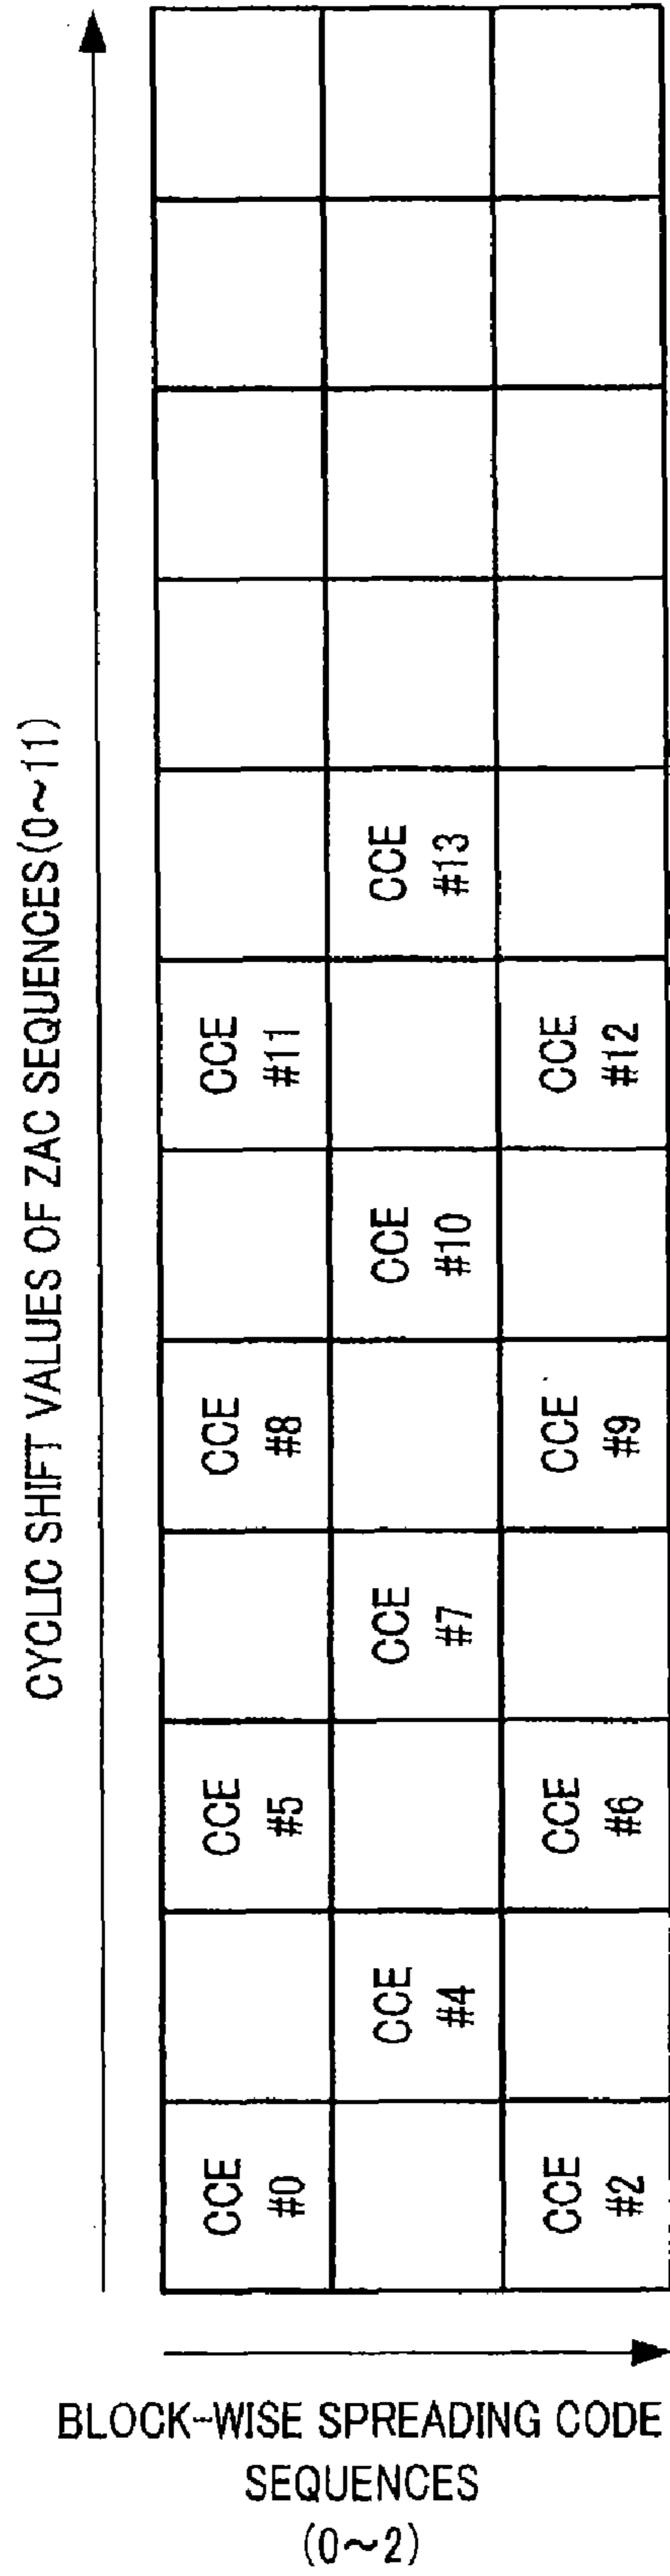 CYCLIC SHIFT VALUES OF ZAC SEQUENCES(0~11)
CCE
#0
CCE
#5
CCE
#8
CCE
#11
CCE
#4
CCE
#7
CCE
#10
CCE
#13
CCE
#2
CCE
#6
CCE
#9
CCE
#12
BLOCK-WISE SPREADING CODE
SEQUENCES
(0~2)